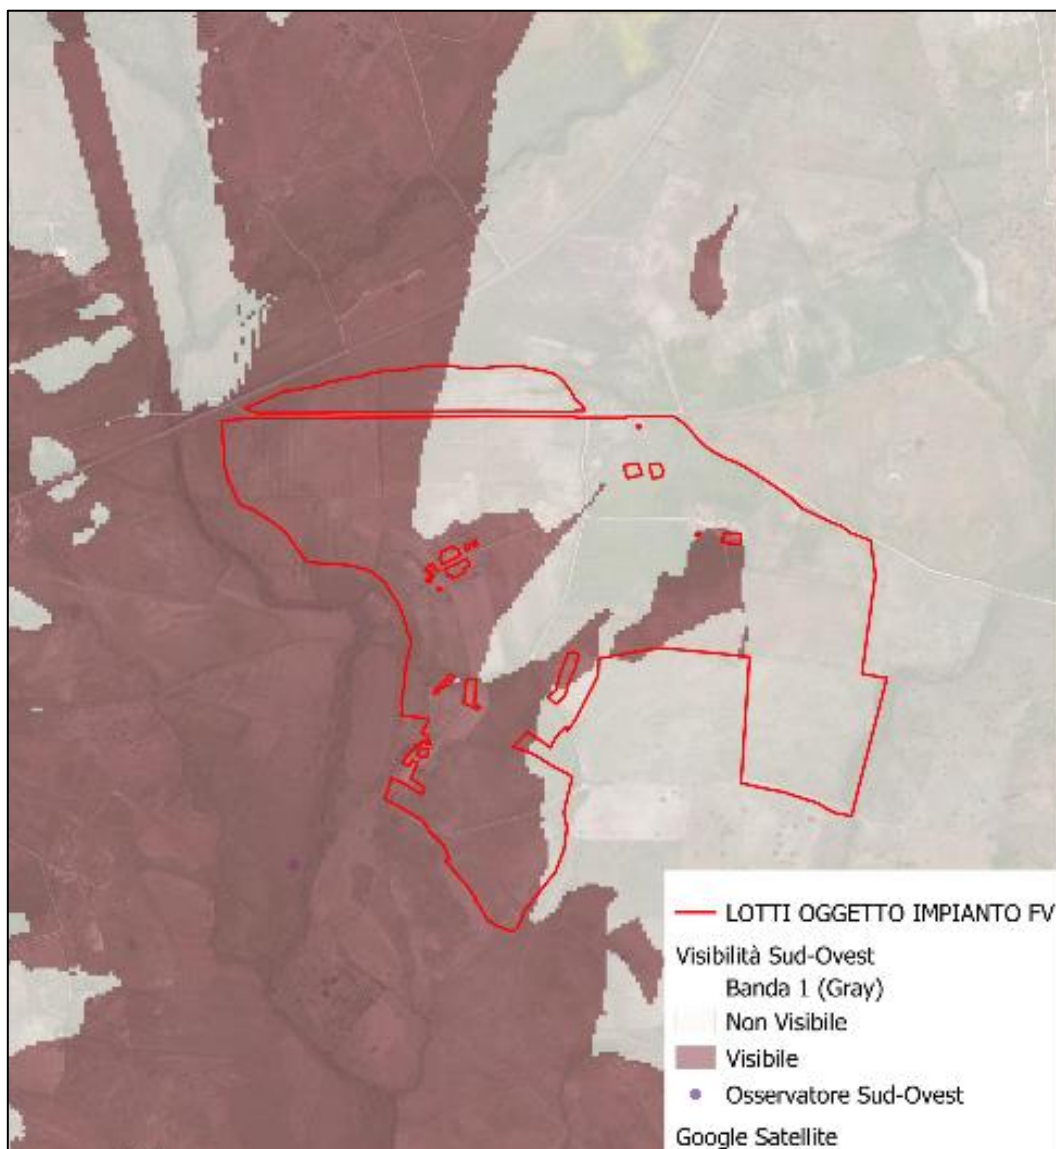 LOTTI OGGETTO IMPIANTO FV
Visibilità Sud-Ovest
Banda 1 (Gray)
Non Visibile
Visibile
Osservatore Sud-Ovest
Google Satellite